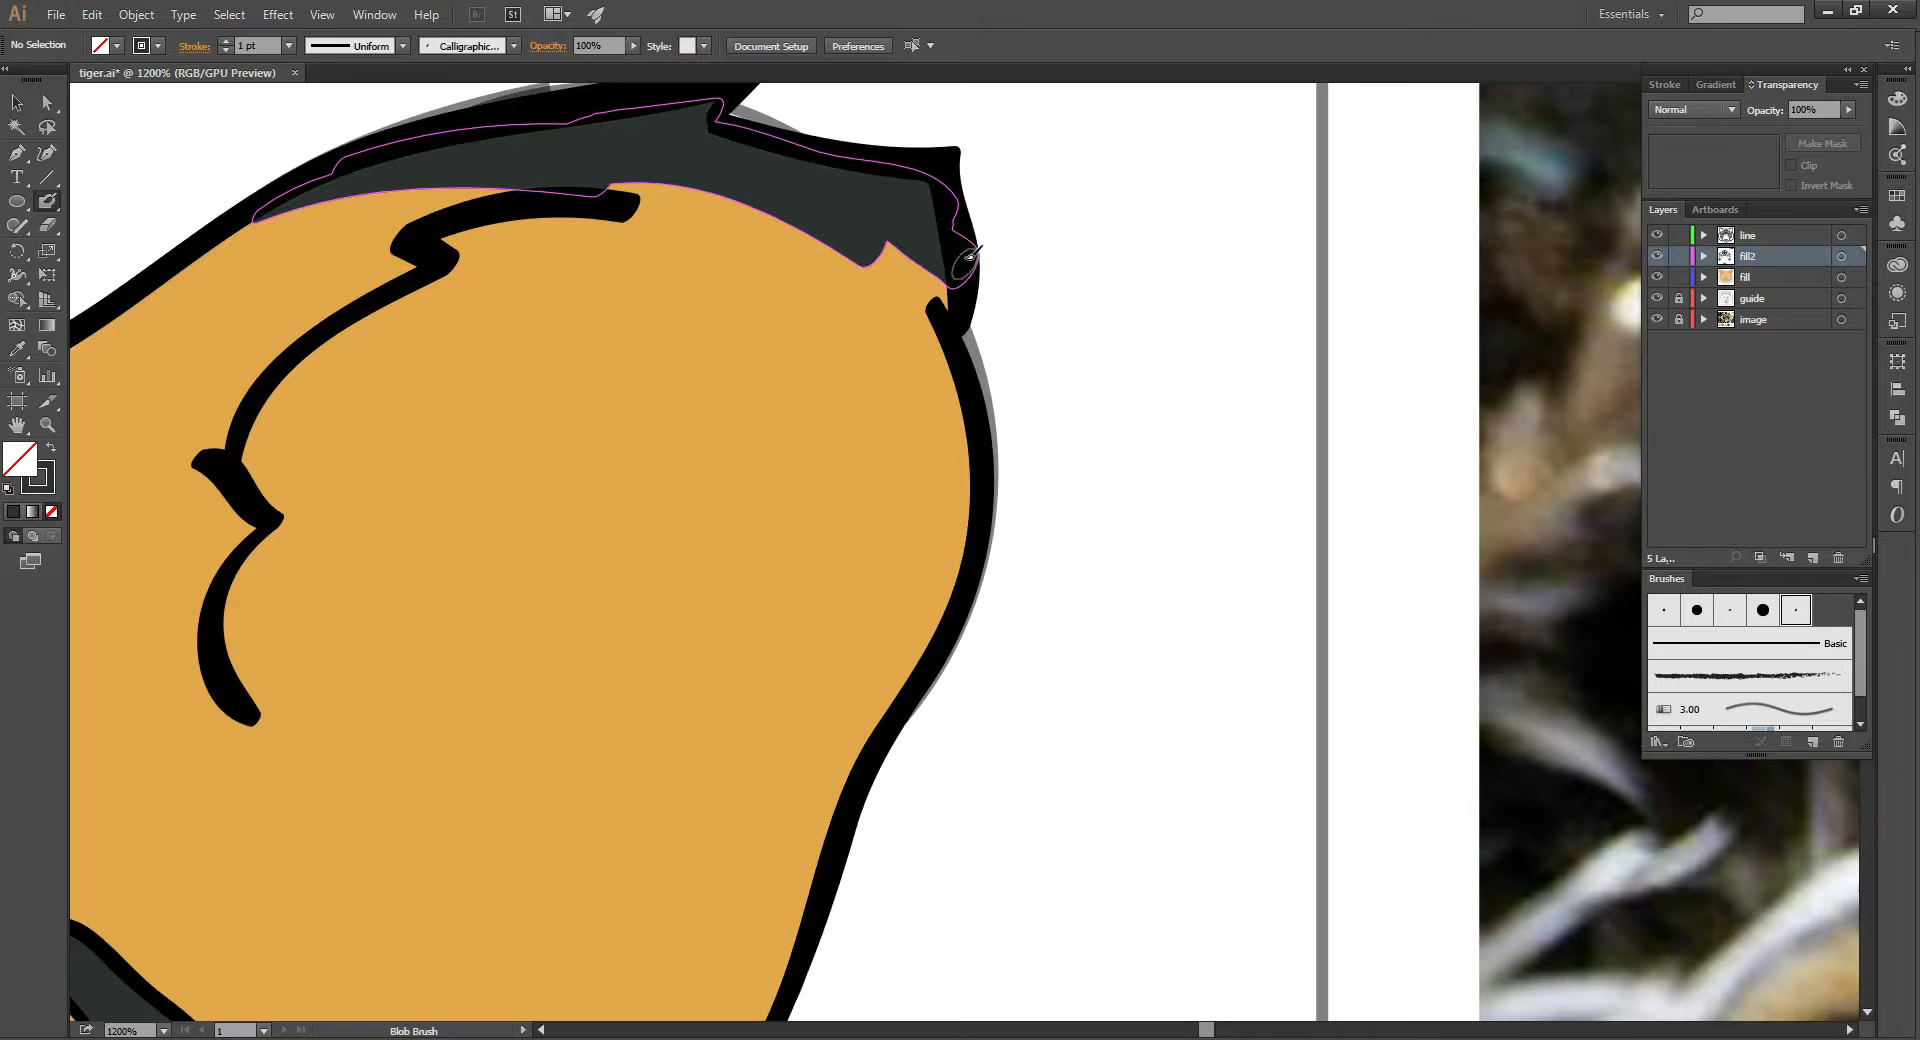 Ai File Edit Object Type Select Effect View Window Help Br St Essentials
No Selection Stroke: 1 pt Uniform Calligraphic... Opacity: 100% Style: Document Setup Preferences
tiger.ai* @ 1200% (RGB/GPU Preview)
Stroke Gradient Transparency
Normal Opacity: 100%
Make Mask
Clip
Invert Mask
Layers Artboards
line
fill2
fill
guide
image
5 La...
Brushes
Basic
3.00
1200% 1 Blob Brush